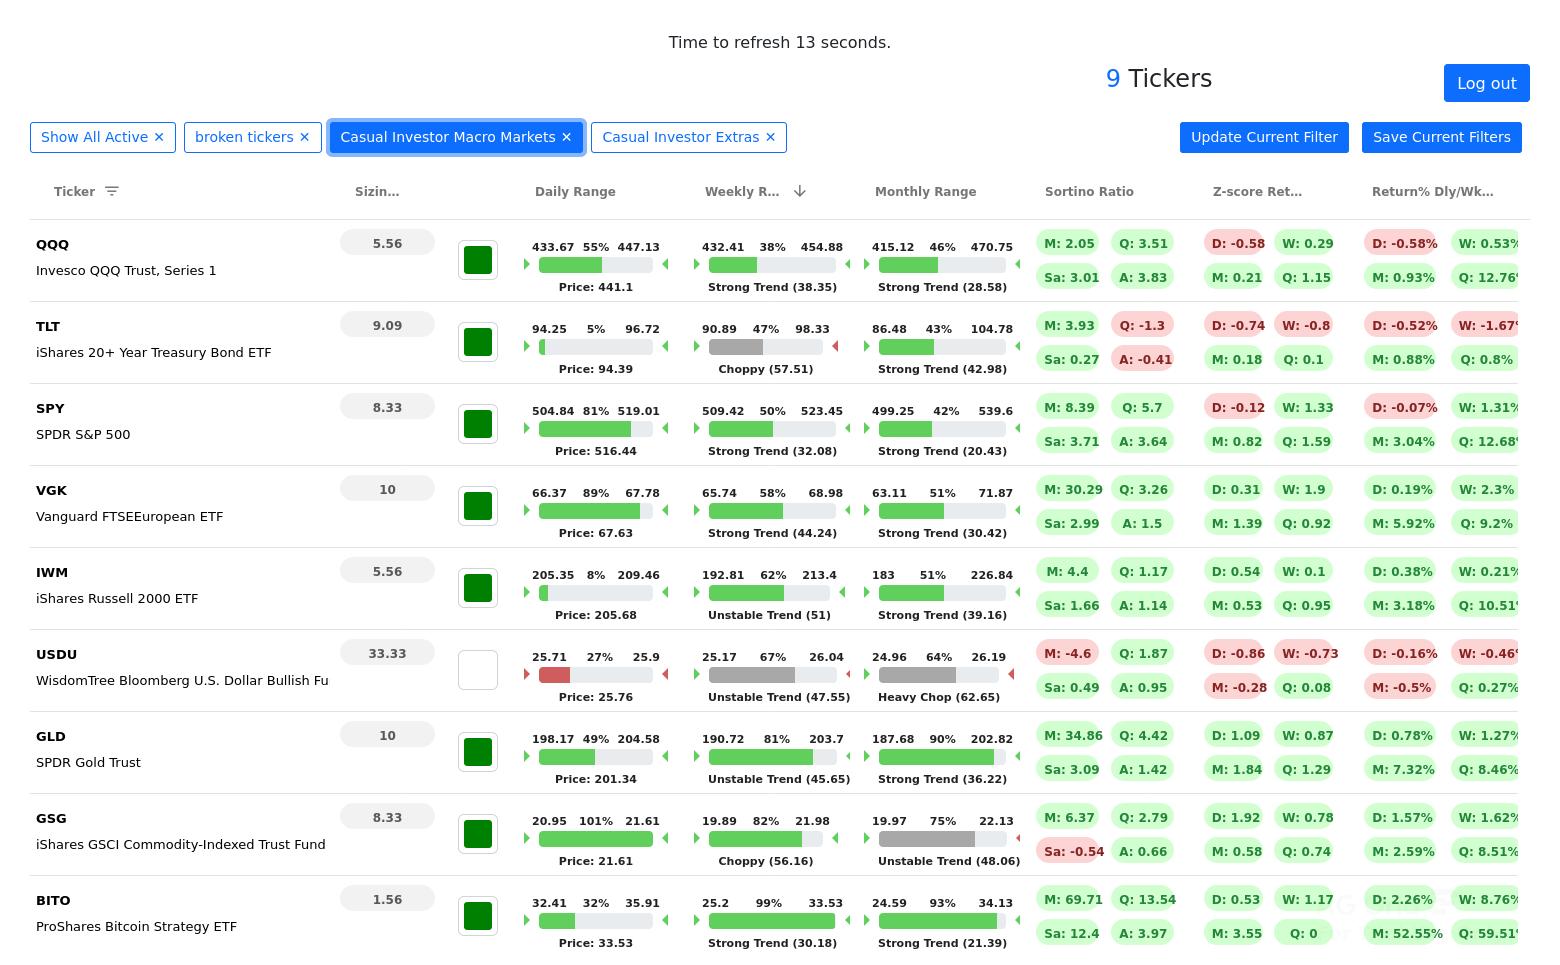 Time to refresh 13 seconds.
9 Tickers
Log out
Show All Active ✕ broken tickers ✕ Casual Investor Macro Markets ✕ Casual Investor Extras ✕ Update Current Filter Save Current Filters
Ticker Sizin... Daily Range Weekly R... Monthly Range Sortino Ratio Z-score Ret... Return% Dly/Wk...
QQQ 5.56 433.67 55% 447.13 432.41 38% 454.88 415.12 46% 470.75 M: 2.05 Q: 3.51 D: -0.58 W: 0.29 D: -0.58% W: 0.53%
Invesco QQQ Trust, Series 1 Price: 441.1 Strong Trend (38.35) Strong Trend (28.58) Sa: 3.01 A: 3.83 M: 0.21 Q: 1.15 M: 0.93% Q: 12.76%
TLT 9.09 94.25 5% 96.72 90.89 47% 98.33 86.48 43% 104.78 M: 3.93 Q: -1.3 D: -0.74 W: -0.8 D: -0.52% W: -1.67%
iShares 20+ Year Treasury Bond ETF Price: 94.39 Choppy (57.51) Strong Trend (42.98) Sa: 0.27 A: -0.41 M: 0.18 Q: 0.1 M: 0.88% Q: 0.8%
SPY 8.33 504.84 81% 519.01 509.42 50% 523.45 499.25 42% 539.6 M: 8.39 Q: 5.7 D: -0.12 W: 1.33 D: -0.07% W: 1.31%
SPDR S&P 500 Price: 516.44 Strong Trend (32.08) Strong Trend (20.43) Sa: 3.71 A: 3.64 M: 0.82 Q: 1.59 M: 3.04% Q: 12.68%
VGK 10 66.37 89% 67.78 65.74 58% 68.98 63.11 51% 71.87 M: 30.29 Q: 3.26 D: 0.31 W: 1.9 D: 0.19% W: 2.3%
Vanguard FTSEEuropean ETF Price: 67.63 Strong Trend (44.24) Strong Trend (30.42) Sa: 2.99 A: 1.5 M: 1.39 Q: 0.92 M: 5.92% Q: 9.2%
IWM 5.56 205.35 8% 209.46 192.81 62% 213.4 183 51% 226.84 M: 4.4 Q: 1.17 D: 0.54 W: 0.1 D: 0.38% W: 0.21%
iShares Russell 2000 ETF Price: 205.68 Unstable Trend (51) Strong Trend (39.16) Sa: 1.66 A: 1.14 M: 0.53 Q: 0.95 M: 3.18% Q: 10.51%
USDU 33.33 25.71 27% 25.9 25.17 67% 26.04 24.96 64% 26.19 M: -4.6 Q: 1.87 D: -0.86 W: -0.73 D: -0.16% W: -0.46%
WisdomTree Bloomberg U.S. Dollar Bullish Fu Price: 25.76 Unstable Trend (47.55) Heavy Chop (62.65) Sa: 0.49 A: 0.95 M: -0.28 Q: 0.08 M: -0.5% Q: 0.27%
GLD 10 198.17 49% 204.58 190.72 81% 203.7 187.68 90% 202.82 M: 34.86 Q: 4.42 D: 1.09 W: 0.87 D: 0.78% W: 1.27%
SPDR Gold Trust Price: 201.34 Unstable Trend (45.65) Strong Trend (36.22) Sa: 3.09 A: 1.42 M: 1.84 Q: 1.29 M: 7.32% Q: 8.46%
GSG 8.33 20.95 101% 21.61 19.89 82% 21.98 19.97 75% 22.13 M: 6.37 Q: 2.79 D: 1.92 W: 0.78 D: 1.57% W: 1.62%
iShares GSCI Commodity-Indexed Trust Fund Price: 21.61 Choppy (56.16) Unstable Trend (48.06) Sa: -0.54 A: 0.66 M: 0.58 Q: 0.74 M: 2.59% Q: 8.51%
BITO 1.56 32.41 32% 35.91 25.2 99% 33.53 24.59 93% 34.13 M: 69.71 Q: 13.54 D: 0.53 W: 1.17 D: 2.26% W: 8.76%
ProShares Bitcoin Strategy ETF Price: 33.53 Strong Trend (30.18) Strong Trend (21.39) Sa: 12.4 A: 3.97 M: 3.55 Q: 0 M: 52.55% Q: 59.51%